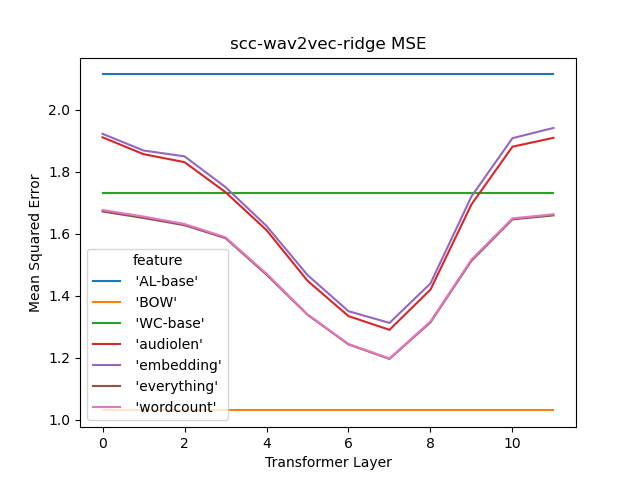 scc-wav2vec-ridge MSE
Mean Squared Error
2.0
1.8
1.6
1.4
1.2
1.0
feature
'AL-base'
'BOW'
'WC-base'
'audiolen'
'embedding'
'everything'
'wordcount'
0 2 4 6 8 10
Transformer Layer